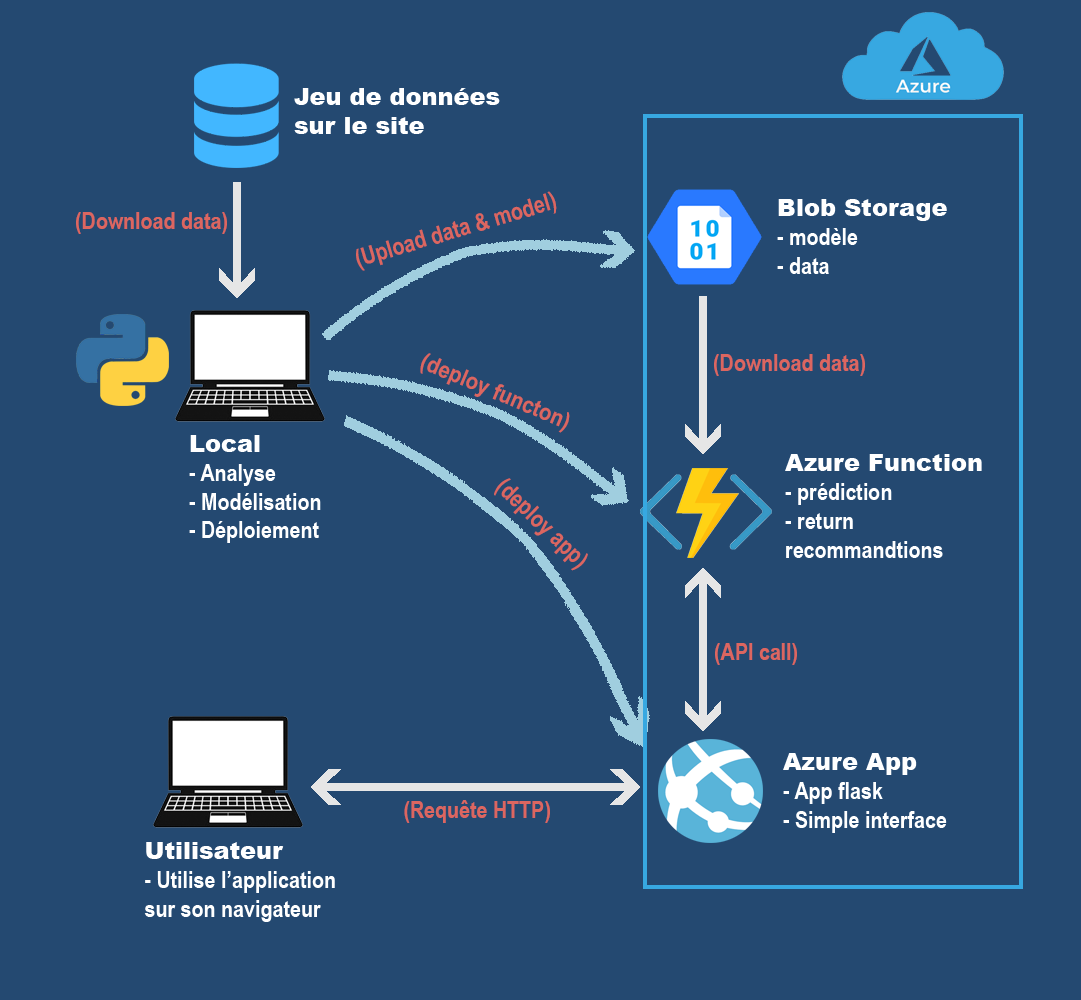 Azure
Jeu de données
sur le site
(Download data)
(Upload data & model)
Blob Storage
- modèle
- data
10
01
(Download data)
(deploy functon)
Local
- Analyse
- Modélisation
- Déploiement
Azure Function
- prédiction
- return
recommandtions
(deploy app)
(API call)
Azure App
- App flask
- Simple interface
(Requête HTTP)
Utilisateur
- Utilise l’application
sur son navigateur